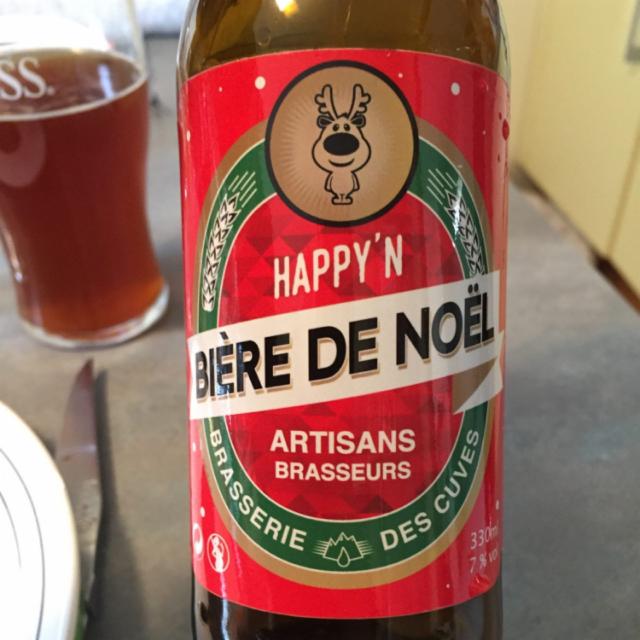 SS.
HAPPY'N
BIÈRE DE NOËL
ARTISANS
BRASSEURS
BRASSERIE DES CUVES
330ml
7% vol